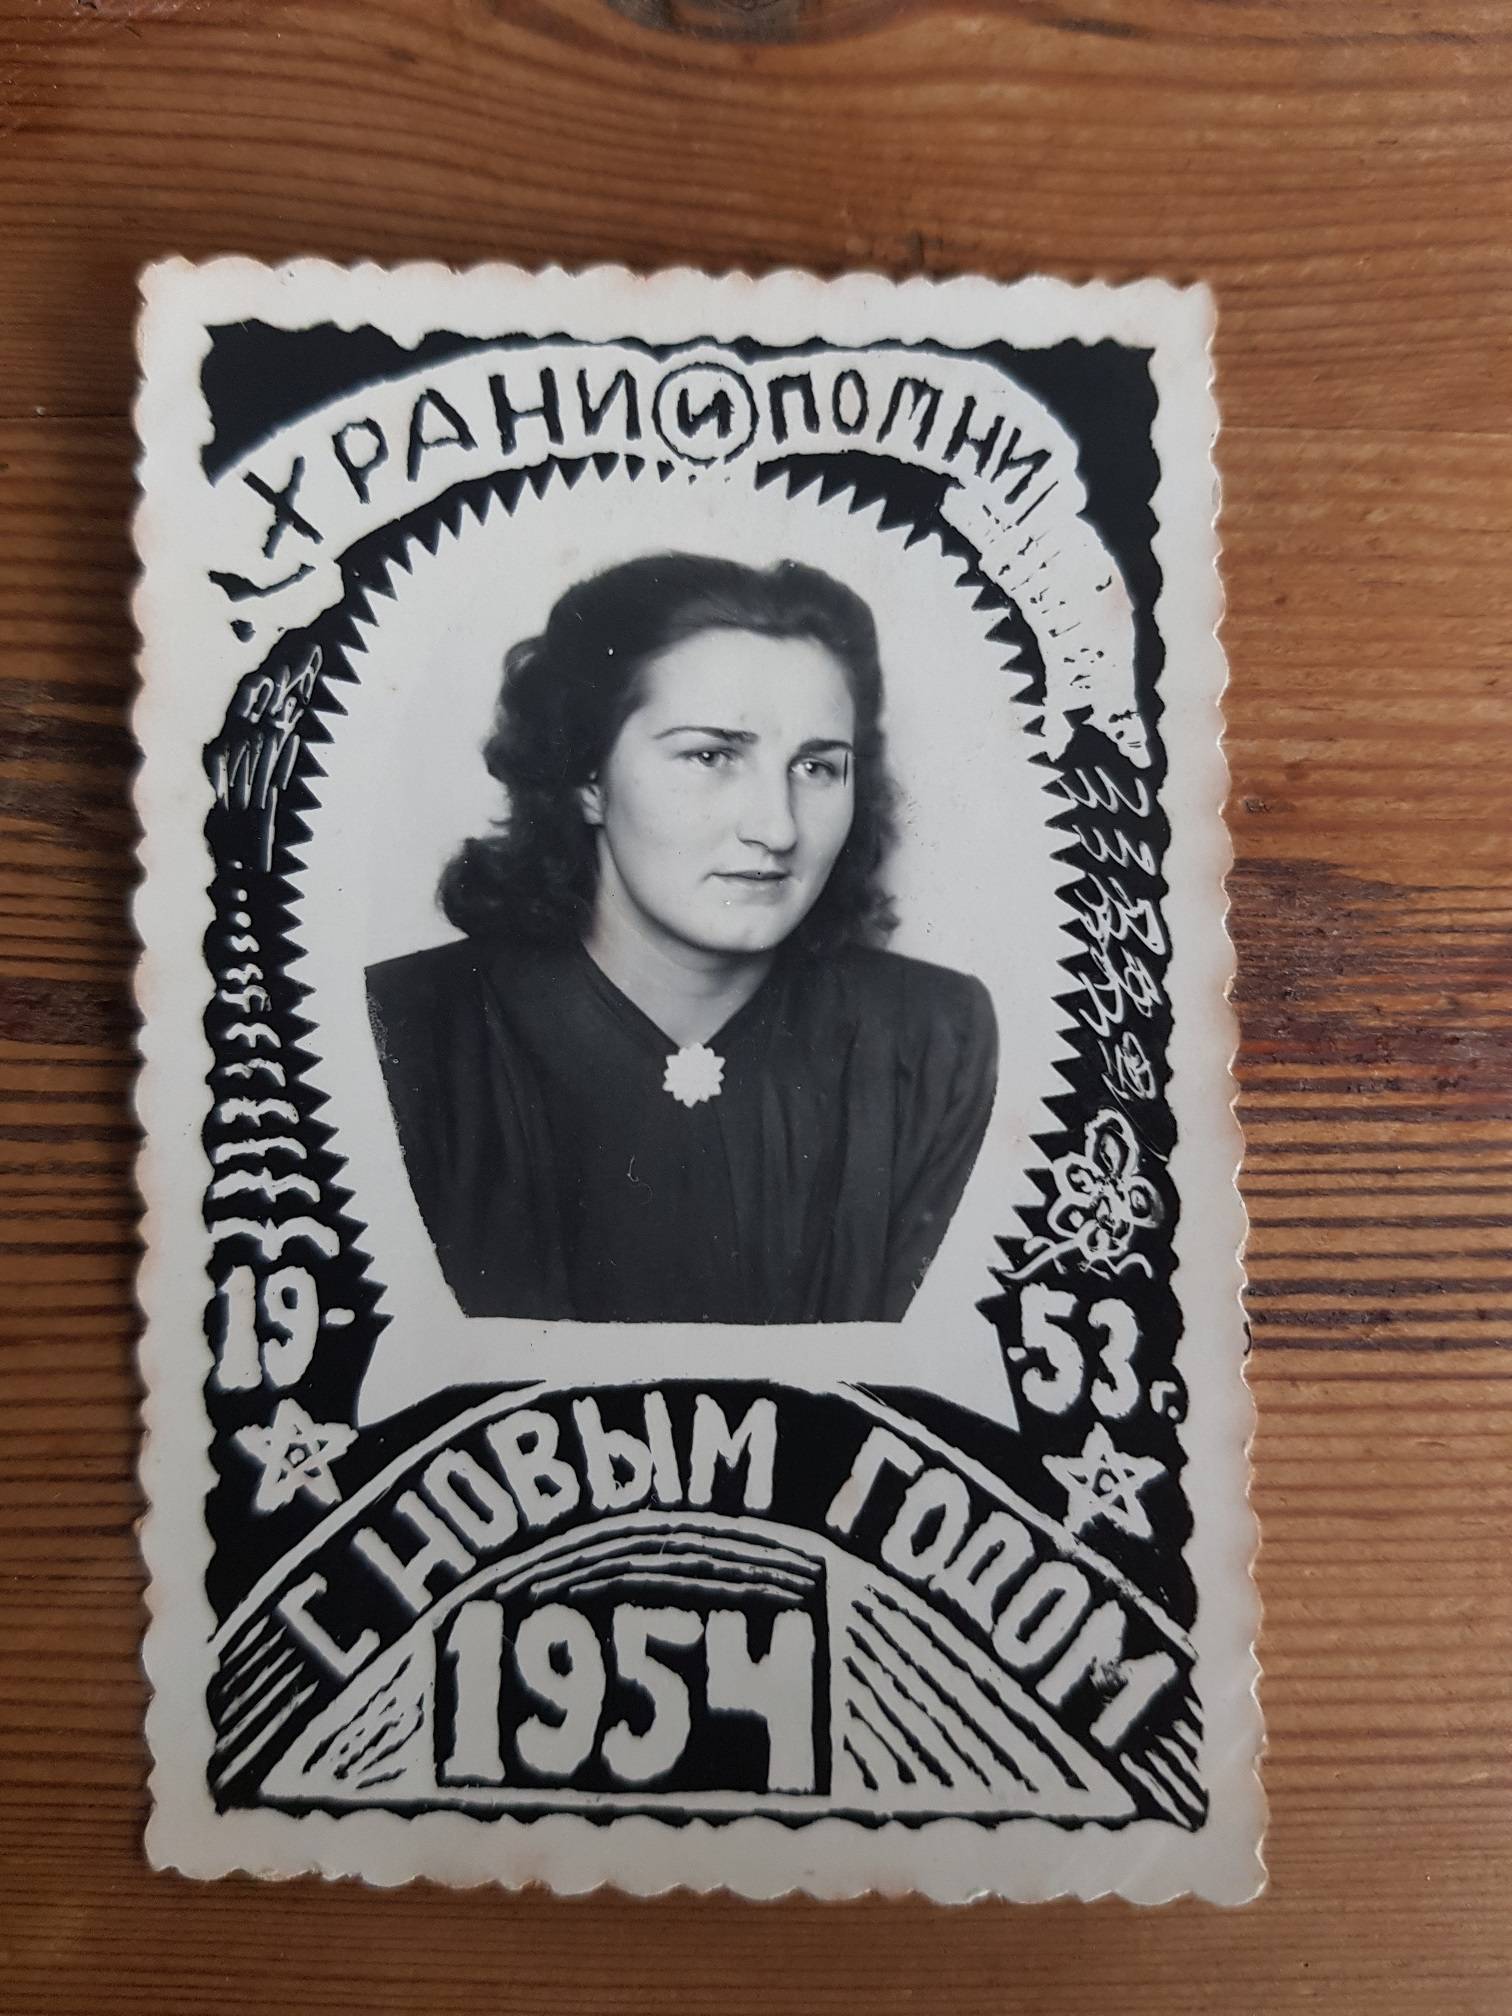 ХРАНИ И ПОМНИ!
19-53 г.
С НОВЫМ ГОДОМ
1954